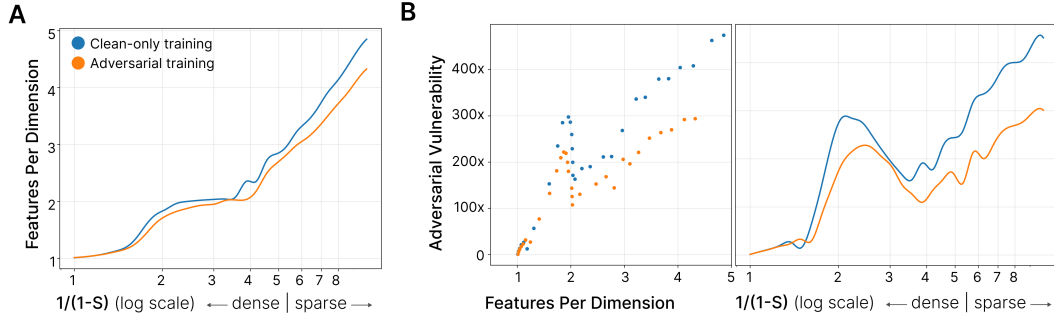 A
5
4
3
2
1
Features Per Dimension
Clean-only training
Adversarial training
1 2 3 4 5 6 7 8
1/(1-S) (log scale) ← dense | sparse →
B
Adversarial Vulnerability
400x
300x
200x
100x
0
1 2 3 4 5
Features Per Dimension
1 2 3 4 5 6 7 8
1/(1-S) (log scale) ← dense | sparse →